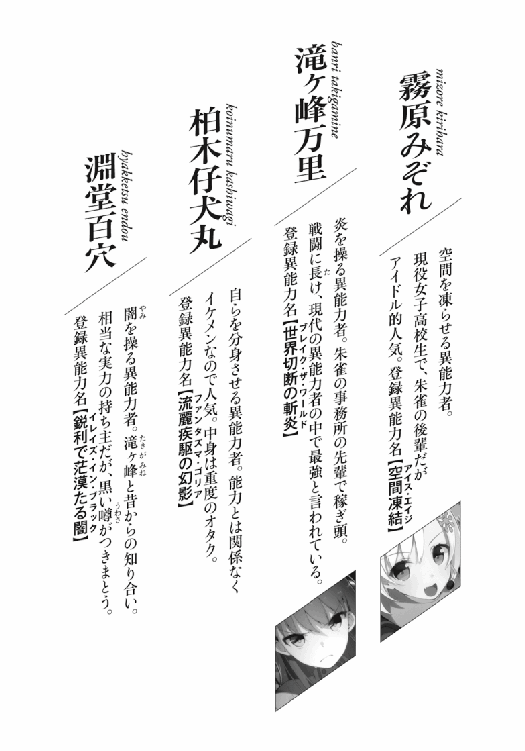 mizore kirihara
霧原みぞれ
空間を凍らせる異能力者。
現役女子高校生で、朱雀の後輩だが
アイドル的人気。登録異能力名【空間凍結】
アイス・エイジ
banri takigamine
滝ヶ峰万里
炎を操る異能力者。朱雀の事務所の先輩で稼ぎ頭。
戦闘に長け、現代の異能力者の中で最強と言われている。
た
登録異能力名【世界切断の斬炎】
ブレイク・ザ・ワールド
koinumaru kashiwagi
柏木仔犬丸
自らを分身させる異能力者。能力とは関係なく
イケメンなので人気。中身は重度のオタク。
登録異能力名【流麗疾駆の幻影】
ファンタズマ・ゴリア
hyakketsu endou
淵堂百穴
闇を操る異能力者。滝ヶ峰と昔からの知り合い。
やみ
たきがみね
相当な実力の持ち主だが、黒い噂がつきまとう。
うわさ
登録異能力名【鋭利で茫漠たる闇】
イレイズ・イン・ブラック